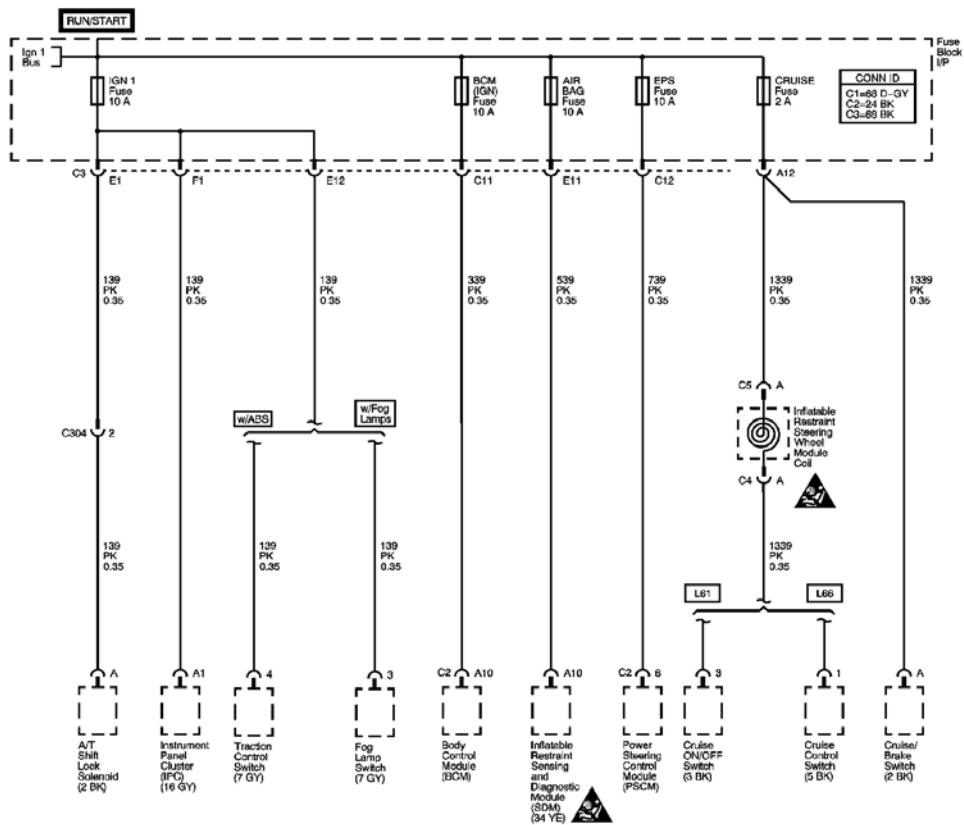 RUN/START
Ign 1
Bus
Fuse
Block
I/P
IGN 1
Fuse
10 A
BCM
(IGN)
Fuse
10 A
AIR
BAG
Fuse
10 A
EPS
Fuse
10 A
CRUISE
Fuse
2 A
CONN ID
C1=68 D-GY
C2=24 BK
C3=68 BK
C3
E1
F1
E12
C11
E11
C12
A12
139
PK
0.35
139
PK
0.35
139
PK
0.35
339
PK
0.35
539
PK
0.35
739
PK
0.35
1339
PK
0.35
1339
PK
0.35
C5
A
Inflatable
Restraint
Steering
Wheel
Module
Coil
C4
A
w/ABS
w/Fog
Lamps
C304
2
139
PK
0.35
139
PK
0.35
139
PK
0.35
1339
PK
0.35
L61
L66
A
A1
4
3
C2
A10
A10
C2
6
3
1
A
A/T
Shift
Lock
Solenoid
(2 BK)
Instrument
Panel
Cluster
(IPC)
(16 GY)
Traction
Control
Switch
(7 GY)
Fog
Lamp
Switch
(7 GY)
Body
Control
Module
(BCM)
Inflatable
Restraint
Sensing
and
Diagnostic
Module
(SDM)
(34 YE)
Power
Steering
Control
Module
(PSCM)
Cruise
ON/OFF
Switch
(3 BK)
Cruise
Control
Switch
(5 BK)
Cruise/
Brake
Switch
(2 BK)